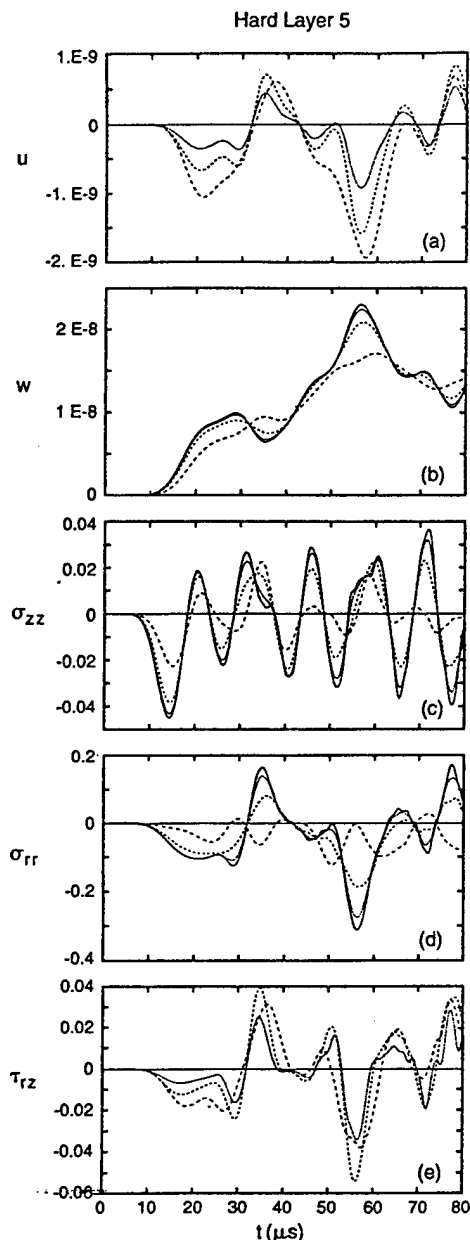 Hard Layer 5
1.E-9
0
-1.E-9
-2. E-9
u
(a)
2 E-8
1 E-8
0
w
(b)
0.04
0.02
0
-0.02
-0.04
σzz
(c)
0.2
0
-0.2
-0.4
σrr
(d)
0.04
0.02
0
-0.02
-0.04
-0.06
τrz
(e)
0 10 20 30 40 50 60 70 80
t (μs)